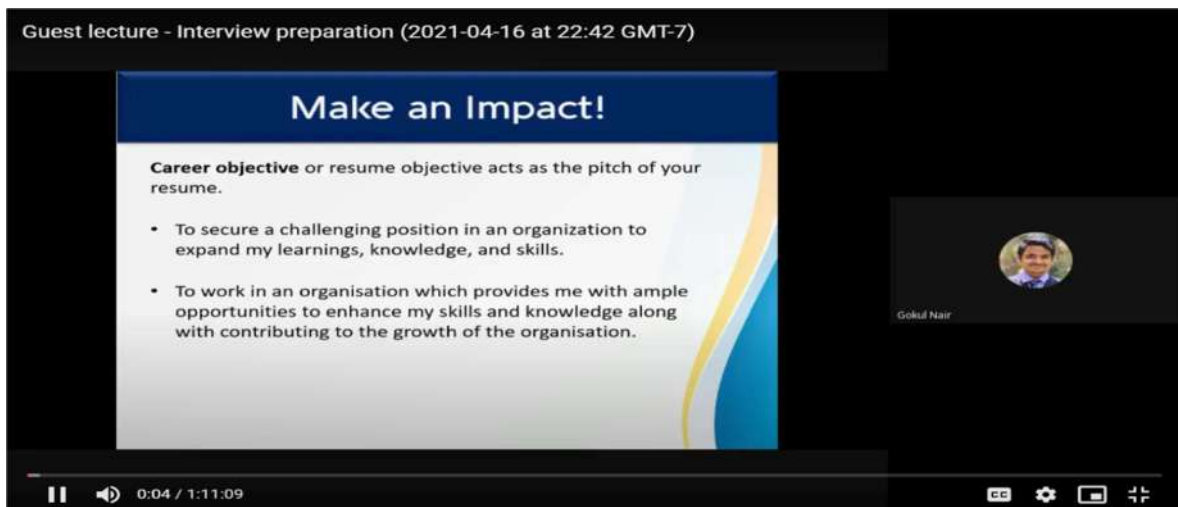 Guest lecture - Interview preparation (2021-04-16 at 22:42 GMT-7)
Make an Impact!
Career objective or resume objective acts as the pitch of your
resume.
• To secure a challenging position in an organization to
expand my learnings, knowledge, and skills.
• To work in an organisation which provides me with ample
opportunities to enhance my skills and knowledge along
with contributing to the growth of the organisation.
Gokul Nair
0:04 / 1:11:09
CC